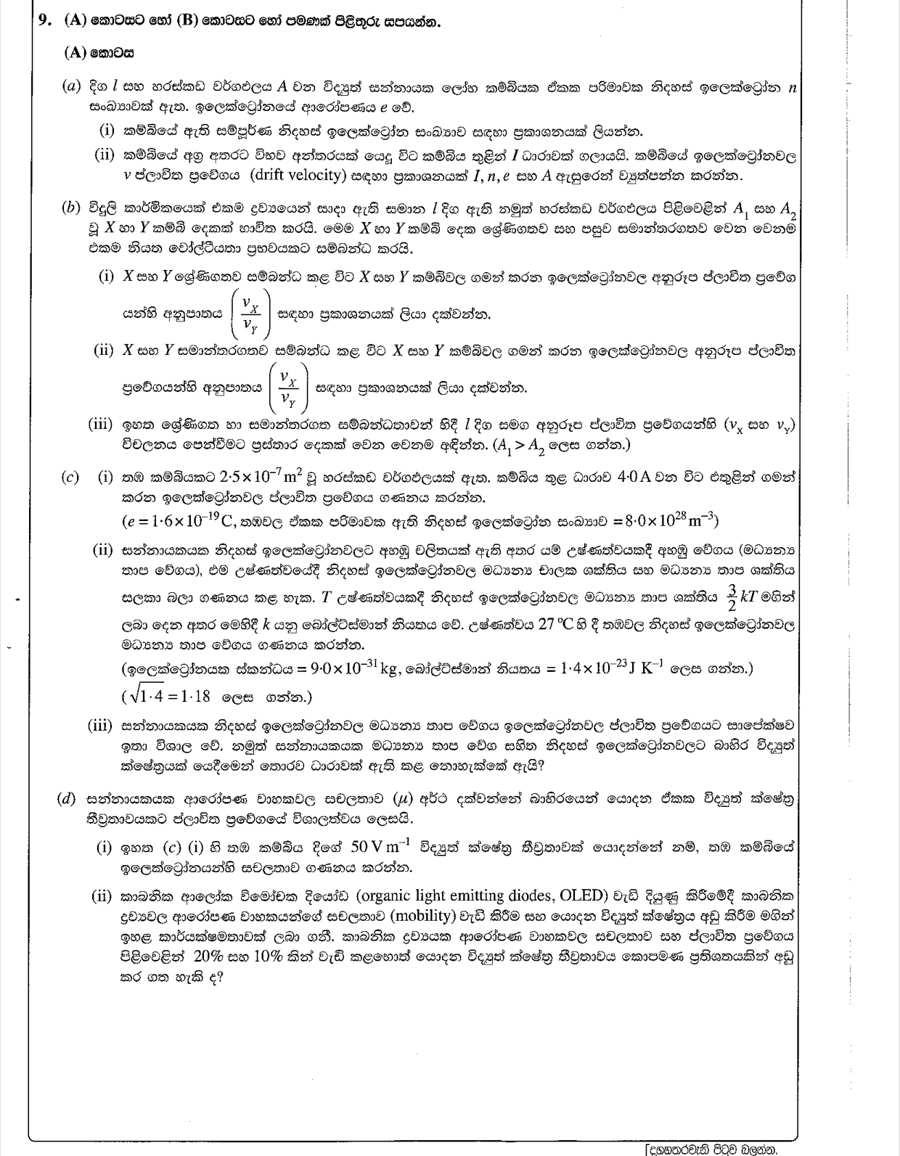 9. (A) කොටසට හෝ (B) කොටසට හෝ පමණක් පිළිතුරු සපයන්න.
(A) කොටස
(a) දිග l සහ හරස්කඩ වර්ගඵලය A වන විද්‍යුත් සන්නායක ලෝහ කම්බියක ඒකක පරිමාවක නිදහස් ඉලෙක්ට්‍රෝන n
සංඛ්‍යාවක් ඇත. ඉලෙක්ට්‍රෝනයේ ආරෝපණය e වේ.
(i) කම්බියේ ඇති සම්පූර්ණ නිදහස් ඉලෙක්ට්‍රෝන සංඛ්‍යාව සඳහා ප්‍රකාශනයක් ලියන්න.
(ii) කම්බියේ අග්‍ර අතරට විභව අන්තරයක් යෙදූ විට කම්බිය තුළින් I ධාරාවක් ගලායයි. කම්බියේ ඉලෙක්ට්‍රෝනවල
v ප්ලාවිත ප්‍රවේගය (drift velocity) සඳහා ප්‍රකාශනයක් I, n, e සහ A ඇසුරෙන් ව්‍යුත්පන්න කරන්න.
(b) විදුලි කාර්මිකයෙක් එකම ද්‍රව්‍යයෙන් සාදා ඇති සමාන l දිග ඇති නමුත් හරස්කඩ වර්ගඵලය පිළිවෙළින් A₁ සහ A₂
වූ X හා Y කම්බි දෙකක් භාවිත කරයි. මෙම X හා Y කම්බි දෙක ශ්‍රේණිගතව සහ පසුව සමාන්තරගතව වෙන වෙනම
එකම නියත වෝල්ටීයතා ප්‍රභවයකට සම්බන්ධ කරයි.
(i) X සහ Y ශ්‍රේණිගතව සම්බන්ධ කළ විට X සහ Y කම්බිවල ගමන් කරන ඉලෙක්ට්‍රෝනවල අනුරූප ප්ලාවිත ප්‍රවේග
යන්හි අනුපාතය (v_X / v_Y) සඳහා ප්‍රකාශනයක් ලියා දක්වන්න.
(ii) X සහ Y සමාන්තරගතව සම්බන්ධ කළ විට X සහ Y කම්බිවල ගමන් කරන ඉලෙක්ට්‍රෝනවල අනුරූප ප්ලාවිත
ප්‍රවේගයන්හි අනුපාතය (v_X / v_Y) සඳහා ප්‍රකාශනයක් ලියා දක්වන්න.
(iii) ඉහත ශ්‍රේණිගත හා සමාන්තරගත සම්බන්ධතාවන් හිදී l දිග සමග අනුරූප ප්ලාවිත ප්‍රවේගයන්හි (v_X සහ v_Y)
විචලනය පෙන්වීමට ප්‍රස්තාර දෙකක් වෙන වෙනම අඳින්න. (A₁ > A₂ ලෙස ගන්න.)
(c) (i) තඹ කම්බියකට 2·5 × 10⁻⁷ m² වූ හරස්කඩ වර්ගඵලයක් ඇත. කම්බිය තුළ ධාරාව 4·0 A වන විට එතුළින් ගමන්
කරන ඉලෙක්ට්‍රෝනවල ප්ලාවිත ප්‍රවේගය ගණනය කරන්න.
(e = 1·6 × 10⁻¹⁹ C, තඹවල ඒකක පරිමාවක ඇති නිදහස් ඉලෙක්ට්‍රෝන සංඛ්‍යාව = 8·0 × 10²⁸ m⁻³)
(ii) සන්නායකයක නිදහස් ඉලෙක්ට්‍රෝනවලට අහඹු චලිතයක් ඇති අතර යම් උෂ්ණත්වයකදී අහඹු වේගය (මධ්‍යන්‍ය
තාප වේගය), එම උෂ්ණත්වයේදී නිදහස් ඉලෙක්ට්‍රෝනවල මධ්‍යන්‍ය චාලක ශක්තිය සහ මධ්‍යන්‍ය තාප ශක්තිය
සලකා බලා ගණනය කළ හැක. T උෂ්ණත්වයකදී නිදහස් ඉලෙක්ට්‍රෝනවල මධ්‍යන්‍ය තාප ශක්තිය 3/2 kT මගින්
ලබා දෙන අතර මෙහිදී k යනු බෝල්ට්ස්මාන් නියතය වේ. උෂ්ණත්වය 27 °C හි දී තඹවල නිදහස් ඉලෙක්ට්‍රෝනවල
මධ්‍යන්‍ය තාප වේගය ගණනය කරන්න.
(ඉලෙක්ට්‍රෝනයක ස්කන්ධය = 9·0 × 10⁻³¹ kg, බෝල්ට්ස්මාන් නියතය = 1·4 × 10⁻²³ J K⁻¹ ලෙස ගන්න.)
(√1·4 = 1·18 ලෙස ගන්න.)
(iii) සන්නායකයක නිදහස් ඉලෙක්ට්‍රෝනවල මධ්‍යන්‍ය තාප වේගය ඉලෙක්ට්‍රෝනවල ප්ලාවිත ප්‍රවේගයට සාපේක්ෂව
ඉතා විශාල වේ. නමුත් සන්නායකයක මධ්‍යන්‍ය තාප වේග සහිත නිදහස් ඉලෙක්ට්‍රෝනවලට බාහිර විද්‍යුත්
ක්ෂේත්‍රයක් යෙදීමෙන් තොරව ධාරාවක් ඇති කළ නොහැක්කේ ඇයි?
(d) සන්නායකයක ආරෝපණ වාහකවල සචලතාව (μ) අර්ථ දක්වන්නේ බාහිරයෙන් යොදන ඒකක විද්‍යුත් ක්ෂේත්‍ර
තීව්‍රතාවයකට ප්ලාවිත ප්‍රවේගයේ විශාලත්වය ලෙසයි.
(i) ඉහත (c) (i) හි තඹ කම්බිය දිගේ 50 V m⁻¹ විද්‍යුත් ක්ෂේත්‍ර තීව්‍රතාවක් යොදන්නේ නම්, තඹ කම්බියේ
ඉලෙක්ට්‍රෝනයන්හි සචලතාව ගණනය කරන්න.
(ii) කාබනික ආලෝක විමෝචක දියෝඩ (organic light emitting diodes, OLED) වැඩි දියුණු කිරීමේදී කාබනික
ද්‍රව්‍යවල ආරෝපණ වාහකයන්ගේ සචලතාව (mobility) වැඩි කිරීම සහ යොදන විද්‍යුත් ක්ෂේත්‍රය අඩු කිරීම මගින්
ඉහළ කාර්යක්ෂමතාවක් ලබා ගනී. කාබනික ද්‍රව්‍යයක ආරෝපණ වාහකවල සචලතාව සහ ප්ලාවිත ප්‍රවේගය
පිළිවෙළින් 20% සහ 10% කින් වැඩි කළහොත් යොදන විද්‍යුත් ක්ෂේත්‍ර තීව්‍රතාවය කොපමණ ප්‍රතිශතයකින් අඩු
කර ගත හැකි ද?
[දාහතරවැනි පිටුව බලන්න.